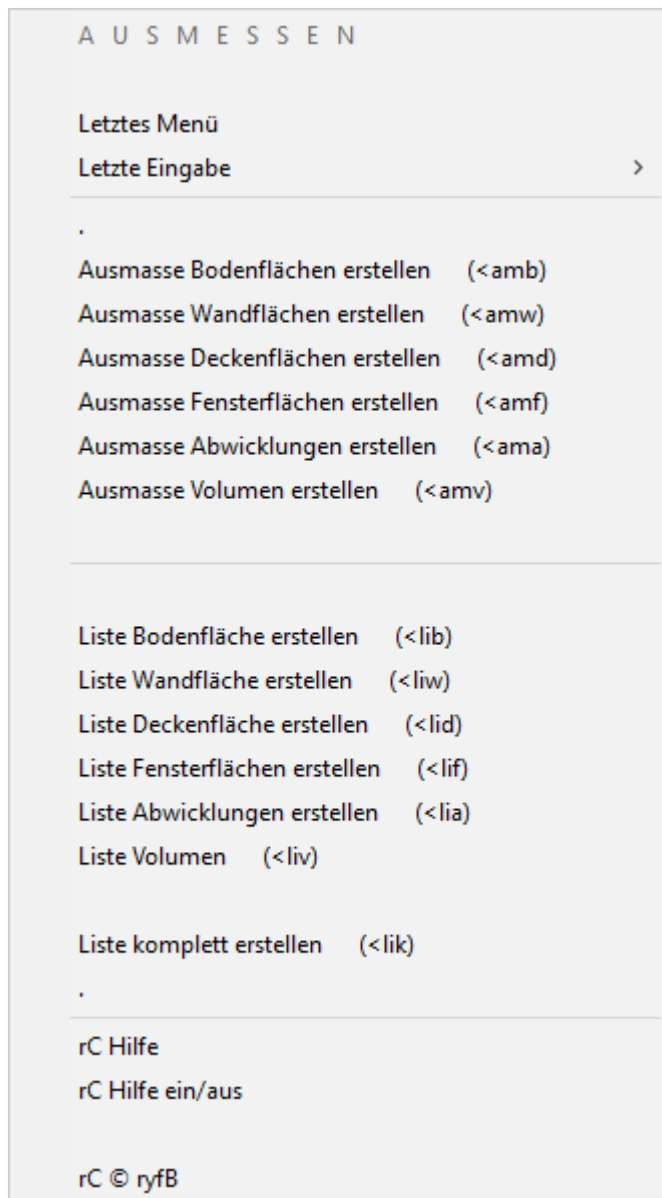 A U S M E S S E N
Letztes Menü
Letzte Eingabe >
.
Ausmasse Bodenflächen erstellen (<amb)
Ausmasse Wandflächen erstellen (<amw)
Ausmasse Deckenflächen erstellen (<amd)
Ausmasse Fensterflächen erstellen (<amf)
Ausmasse Abwicklungen erstellen (<ama)
Ausmasse Volumen erstellen (<amv)
Liste Bodenfläche erstellen (<lib)
Liste Wandfläche erstellen (<liw)
Liste Deckenfläche erstellen (<lid)
Liste Fensterflächen erstellen (<lif)
Liste Abwicklungen erstellen (<lia)
Liste Volumen (<liv)
Liste komplett erstellen (<lik)
.
rC Hilfe
rC Hilfe ein/aus
rC © ryfB